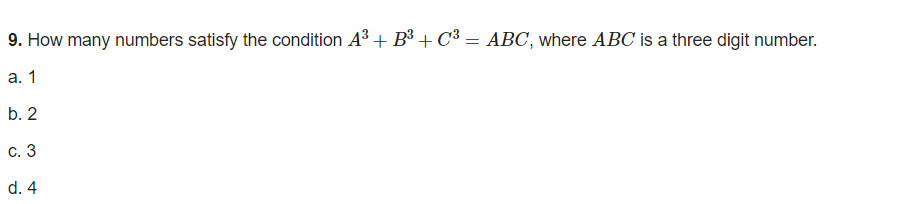 9. How many numbers satisfy the condition A³ + B³ + C³ = ABC, where ABC is a three digit number.
a. 1
b. 2
c. 3
d. 4